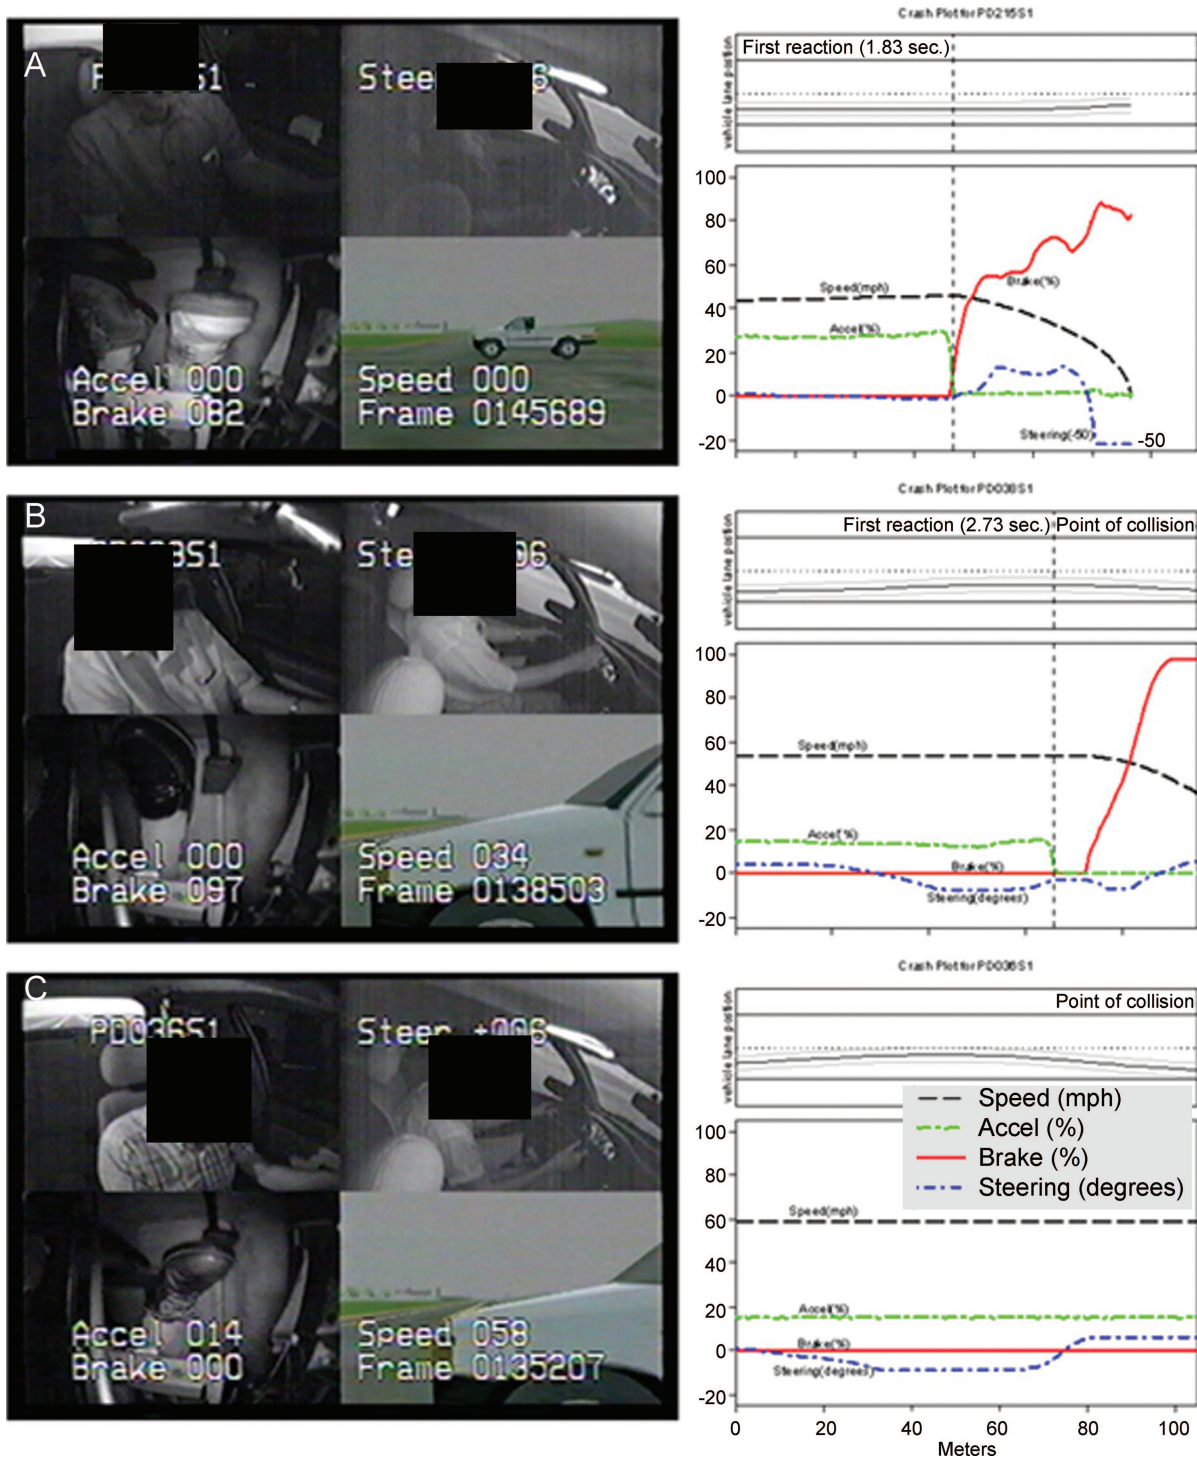 A
S1
Stee
6
Accel 000
Brake 082
Speed 000
Frame 0145689
Crash Plot for PD215S1
First reaction (1.83 sec.)
vehicle lane position
100
80
60
40
20
0
-20
Speed(mph)
Brake(%)
Accel(%)
Steering(-50)
-50
B
3S1
Ste
06
Accel 000
Brake 097
Speed 034
Frame 0138503
Crash Plot for PD038S1
First reaction (2.73 sec.) Point of collision
vehicle lane position
100
80
60
40
20
0
-20
Speed(mph)
Accel(%)
Brake(%)
Steering(degrees)
C
PD036S1
Steer +006
Accel 014
Brake 000
Speed 058
Frame 0135207
Crash Plot for PD036S1
Point of collision
vehicle lane position
Speed (mph)
Accel (%)
Brake (%)
Steering (degrees)
100
80
60
40
20
0
-20
Speed(mph)
Accel(%)
Brake(%)
Steering(degrees)
0 20 40 60 80 100
Meters